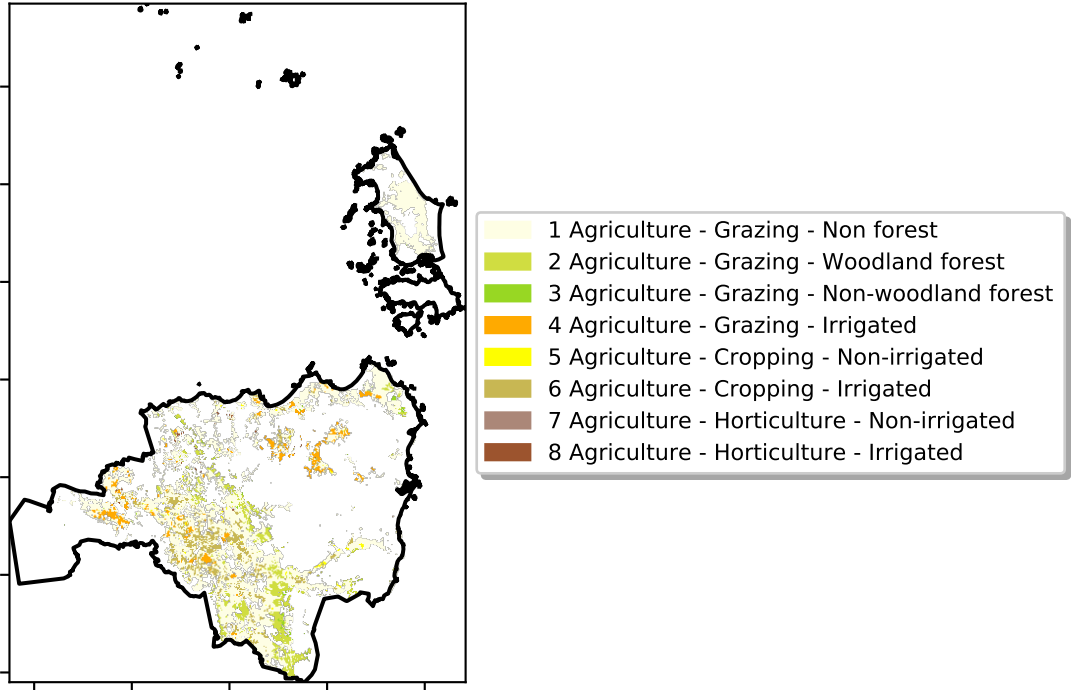 1 Agriculture - Grazing - Non forest
2 Agriculture - Grazing - Woodland forest
3 Agriculture - Grazing - Non-woodland forest
4 Agriculture - Grazing - Irrigated
5 Agriculture - Cropping - Non-irrigated
6 Agriculture - Cropping - Irrigated
7 Agriculture - Horticulture - Non-irrigated
8 Agriculture - Horticulture - Irrigated